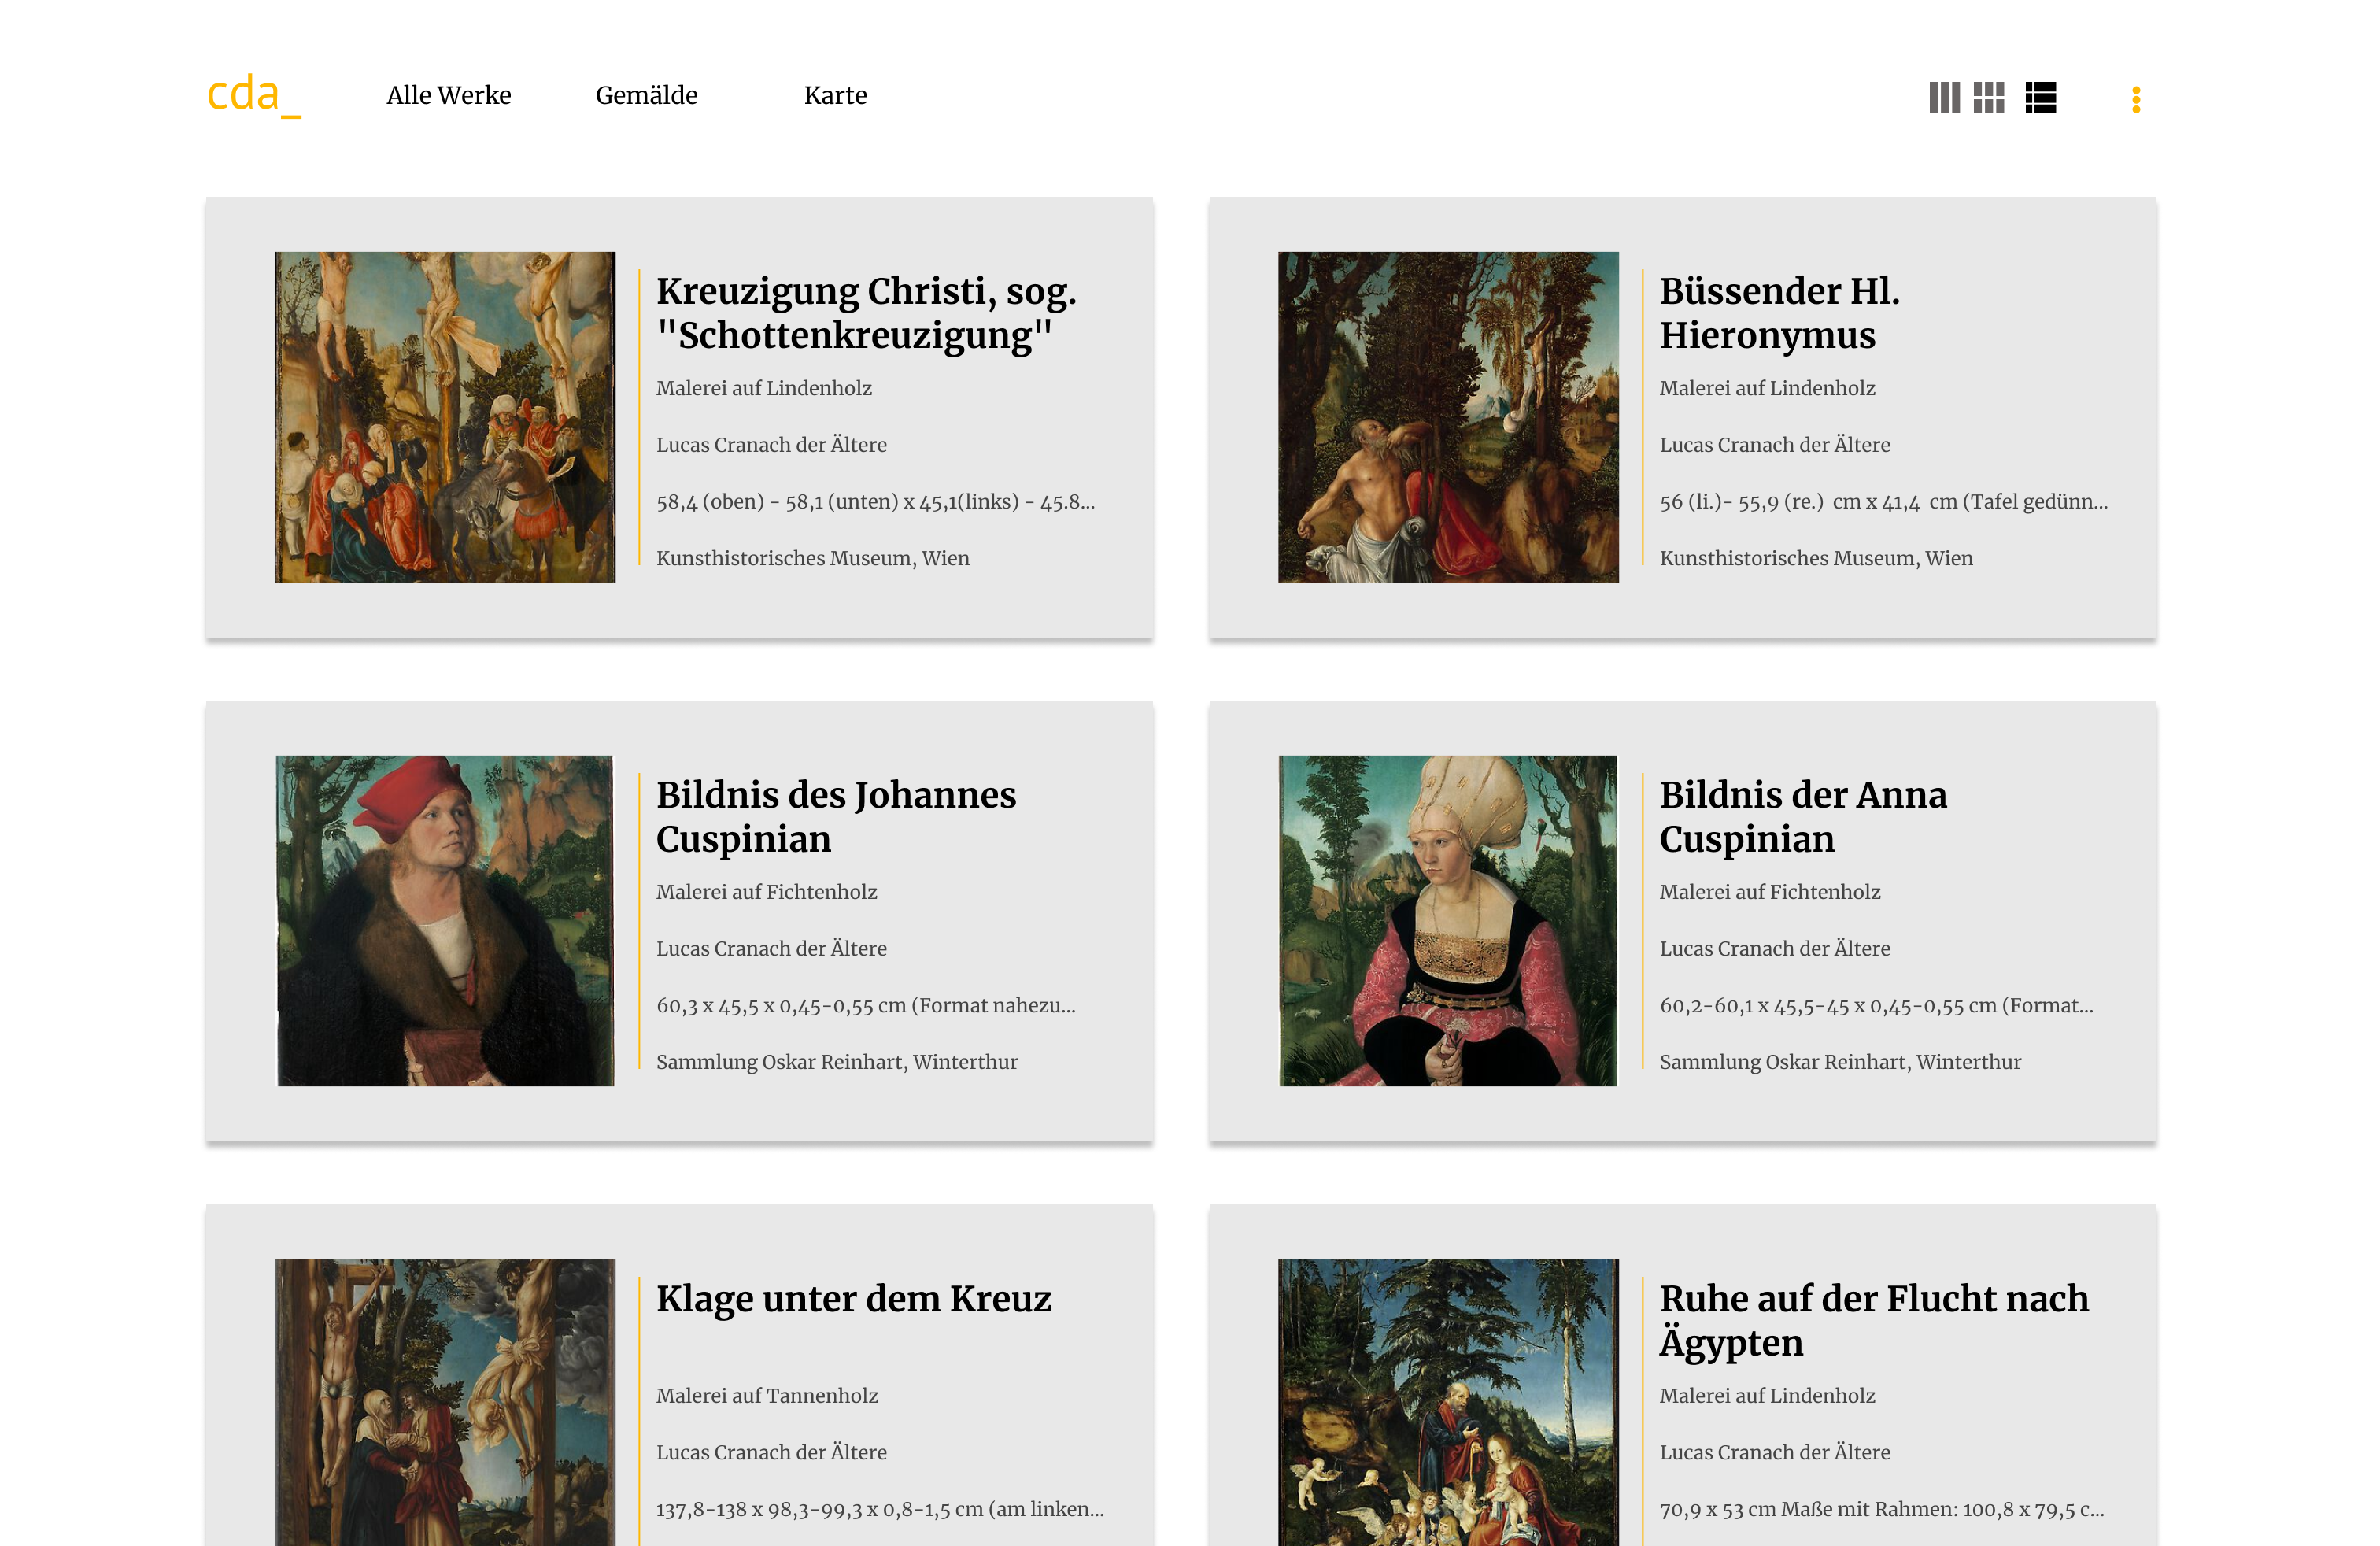 cda_
Alle Werke
Gemälde
Karte
Kreuzigung Christi, sog.
"Schottenkreuzigung"
Malerei auf Lindenholz
Lucas Cranach der Ältere
58,4 (oben) - 58,1 (unten) x 45,1(links) - 45.8...
Kunsthistorisches Museum, Wien
Büssender Hl.
Hieronymus
Malerei auf Lindenholz
Lucas Cranach der Ältere
56 (li.)- 55,9 (re.)  cm x 41,4  cm (Tafel gedünn...
Kunsthistorisches Museum, Wien
Bildnis des Johannes
Cuspinian
Malerei auf Fichtenholz
Lucas Cranach der Ältere
60,3 x 45,5 x 0,45-0,55 cm (Format nahezu...
Sammlung Oskar Reinhart, Winterthur
Bildnis der Anna
Cuspinian
Malerei auf Fichtenholz
Lucas Cranach der Ältere
60,2-60,1 x 45,5-45 x 0,45-0,55 cm (Format...
Sammlung Oskar Reinhart, Winterthur
Klage unter dem Kreuz
Malerei auf Tannenholz
Lucas Cranach der Ältere
137,8-138 x 98,3-99,3 x 0,8-1,5 cm (am linken...
Ruhe auf der Flucht nach
Ägypten
Malerei auf Lindenholz
Lucas Cranach der Ältere
70,9 x 53 cm Maße mit Rahmen: 100,8 x 79,5 c...